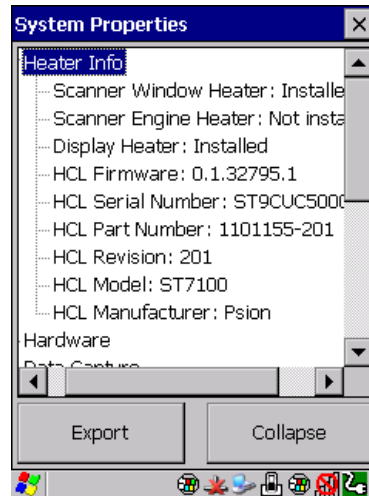 System Properties
Heater Info
Scanner Window Heater: Installe
Scanner Engine Heater: Not insta
Display Heater: Installed
HCL Firmware: 0.1.32795.1
HCL Serial Number: ST9CUC5000
HCL Part Number: 1101155-201
HCL Revision: 201
HCL Model: ST7100
HCL Manufacturer: Psion
Hardware
Data Capture
Export
Collapse